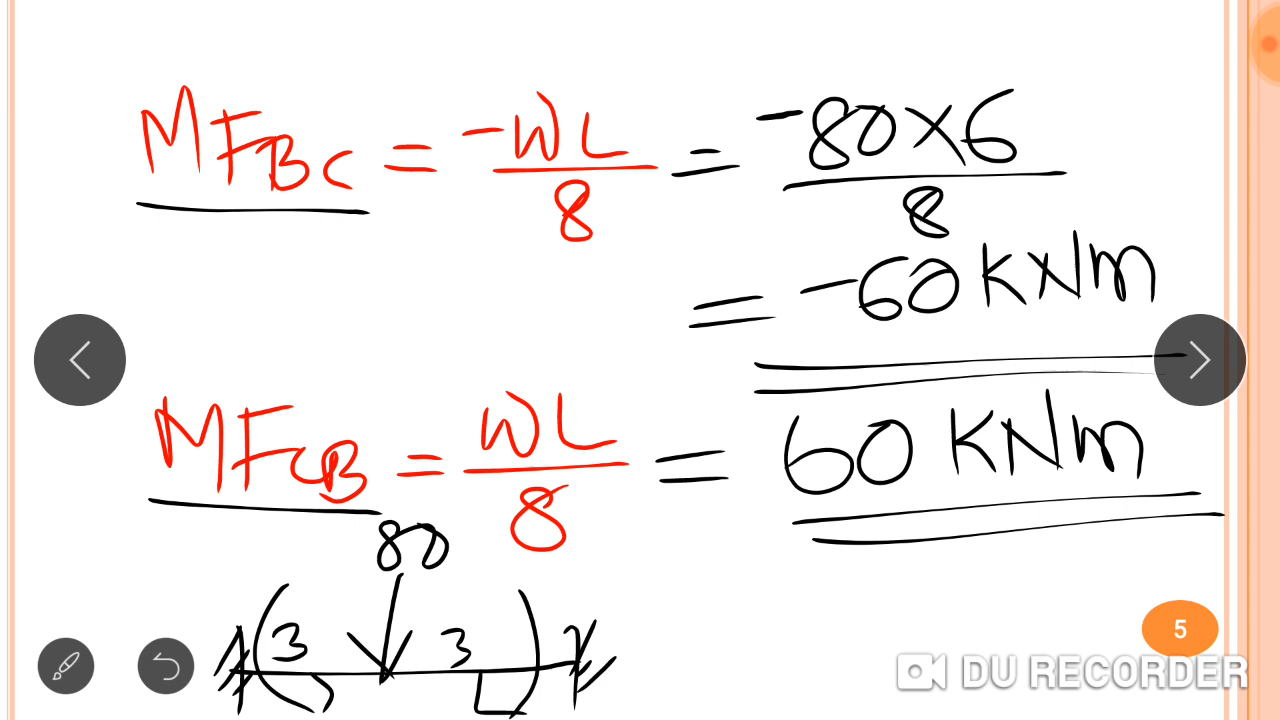 MFBC = -WL/8 = -80×6/8
= -60 KNm
MFCB = WL/8 = 60 KNm
80
3 3
5
DU RECORDER